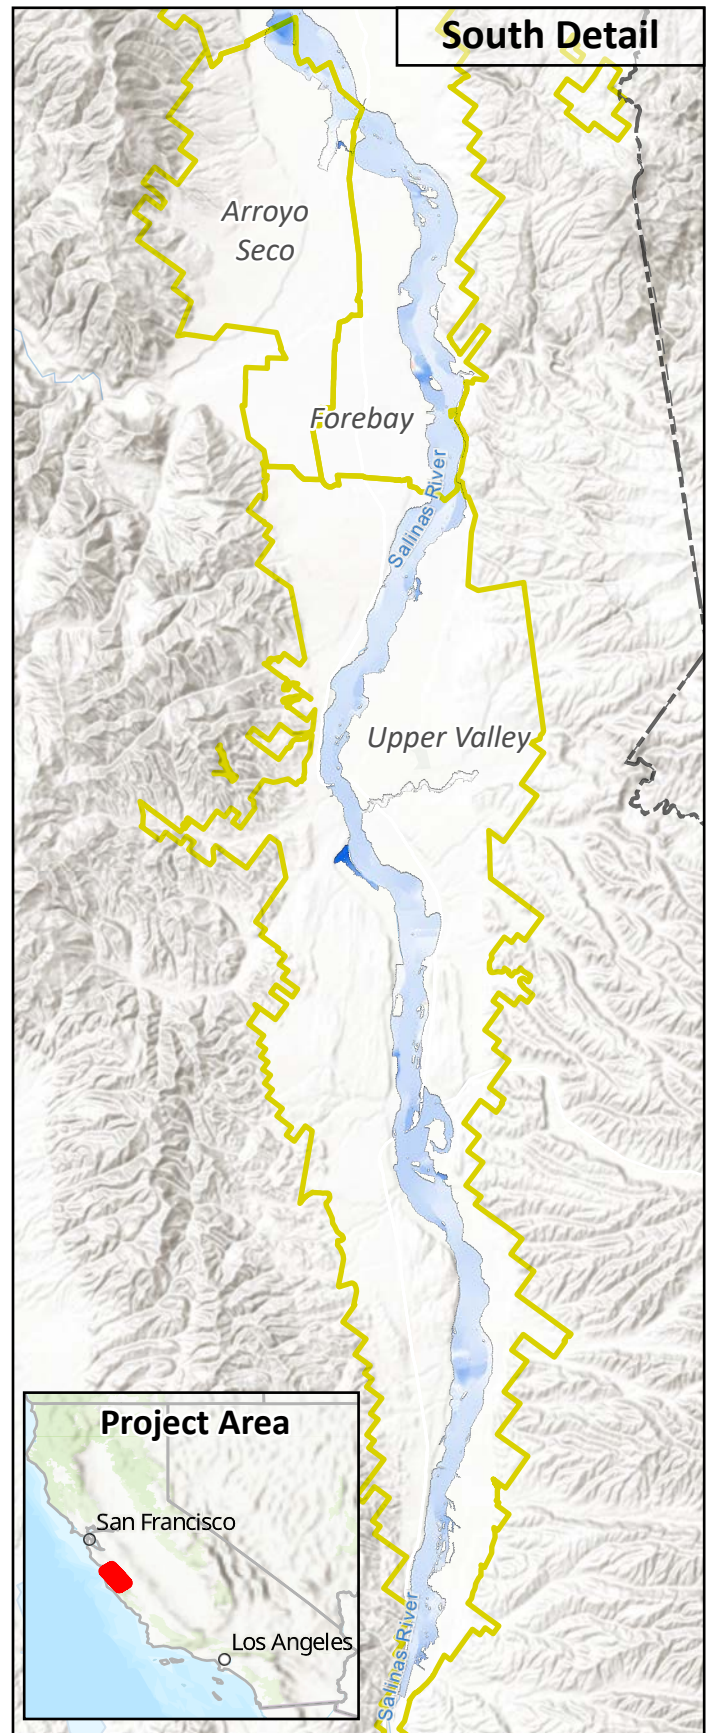 South Detail
Arroyo
Seco
Forebay
Salinas River
Upper Valley
Project Area
San Francisco
Los Angeles
Salinas River